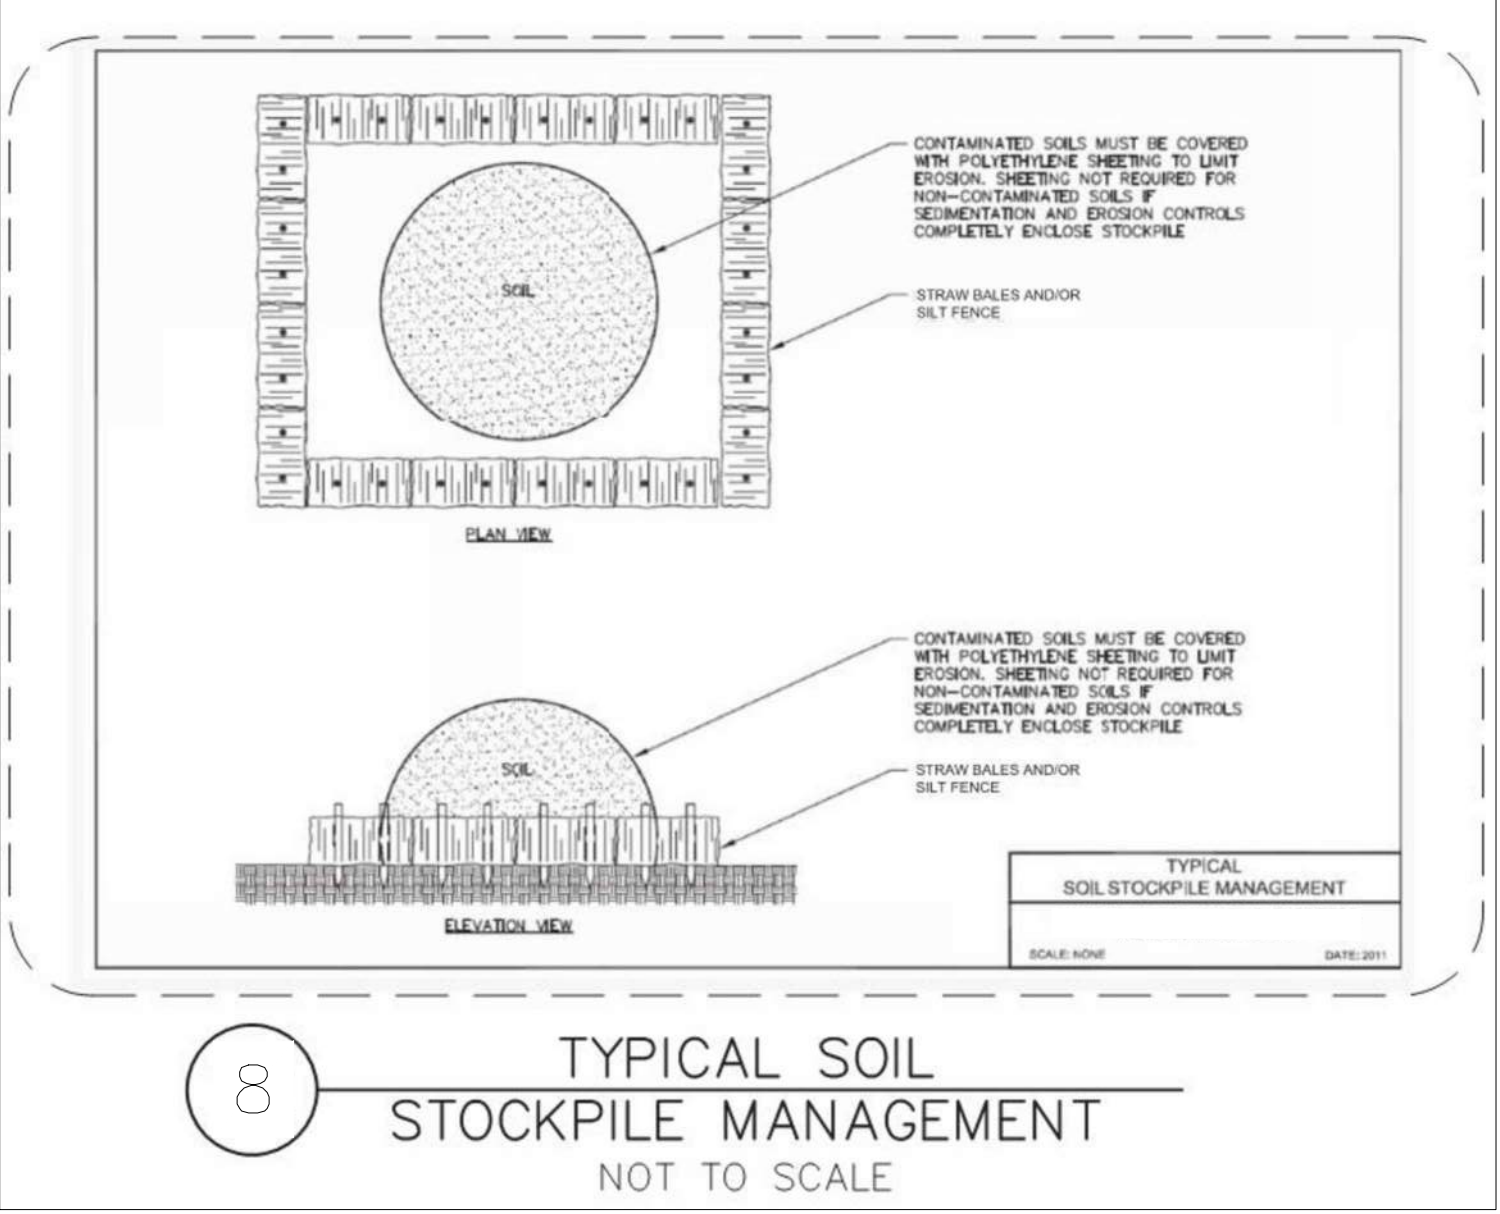 CONTAMINATED SOILS MUST BE COVERED
WITH POLYETHYLENE SHEETING TO LIMIT
EROSION. SHEETING NOT REQUIRED FOR
NON-CONTAMINATED SOILS IF
SEDIMENTATION AND EROSION CONTROLS
COMPLETELY ENCLOSE STOCKPILE
SOIL
STRAW BALES AND/OR
SILT FENCE
PLAN VIEW
CONTAMINATED SOILS MUST BE COVERED
WITH POLYETHYLENE SHEETING TO LIMIT
EROSION. SHEETING NOT REQUIRED FOR
NON-CONTAMINATED SOILS IF
SEDIMENTATION AND EROSION CONTROLS
COMPLETELY ENCLOSE STOCKPILE
SOIL
STRAW BALES AND/OR
SILT FENCE
ELEVATION VIEW
TYPICAL
SOIL STOCKPILE MANAGEMENT
SCALE: NONE
DATE: 2011
8
TYPICAL SOIL
STOCKPILE MANAGEMENT
NOT TO SCALE